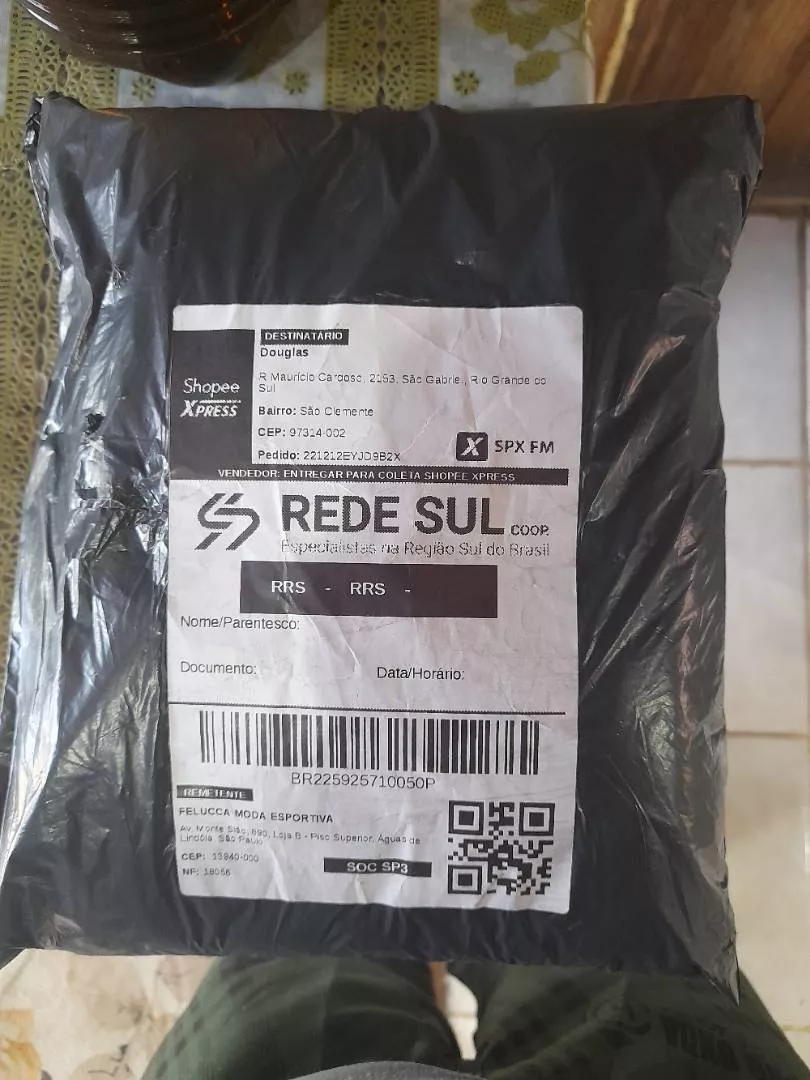 DESTINATÁRIO
Douglas
R Maurício Cardoso, 2153, São Gabriel, Rio Grande do
Sul
Shopee
XPRESS
Bairro: São Clemente
CEP: 97314-002
Pedido: 221212EYJD9B2X
X SPX FM
VENDEDOR: ENTREGAR PARA COLETA SHOPEE XPRESS
REDE SUL COOP.
Especialistas na Região Sul do Brasil
RRS - RRS -
Nome/Parentesco:
Documento: Data/Horário:
BR225925710050P
REMETENTE
FELUCCA MODA ESPORTIVA
Av. Monte Sião, 890, Loja B - Piso Superior, Águas de
Lindóia, São Paulo
CEP: 13940-000
NF: 18056
SOC SP3